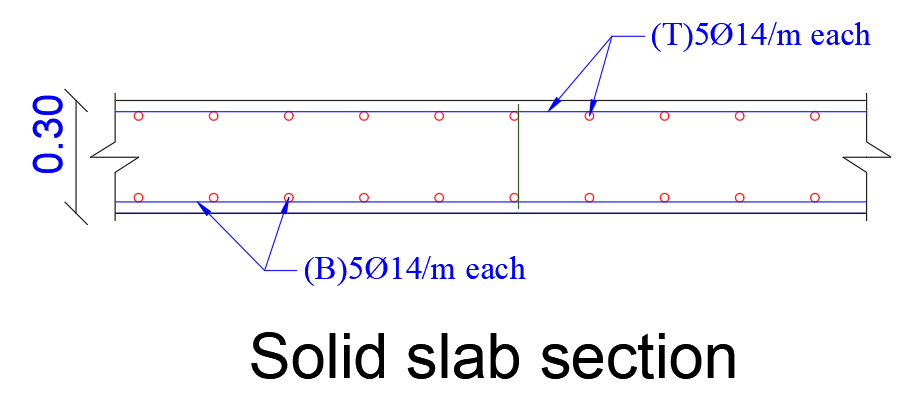 (T)5Ø14/m each
0.30
(B)5Ø14/m each
Solid slab section